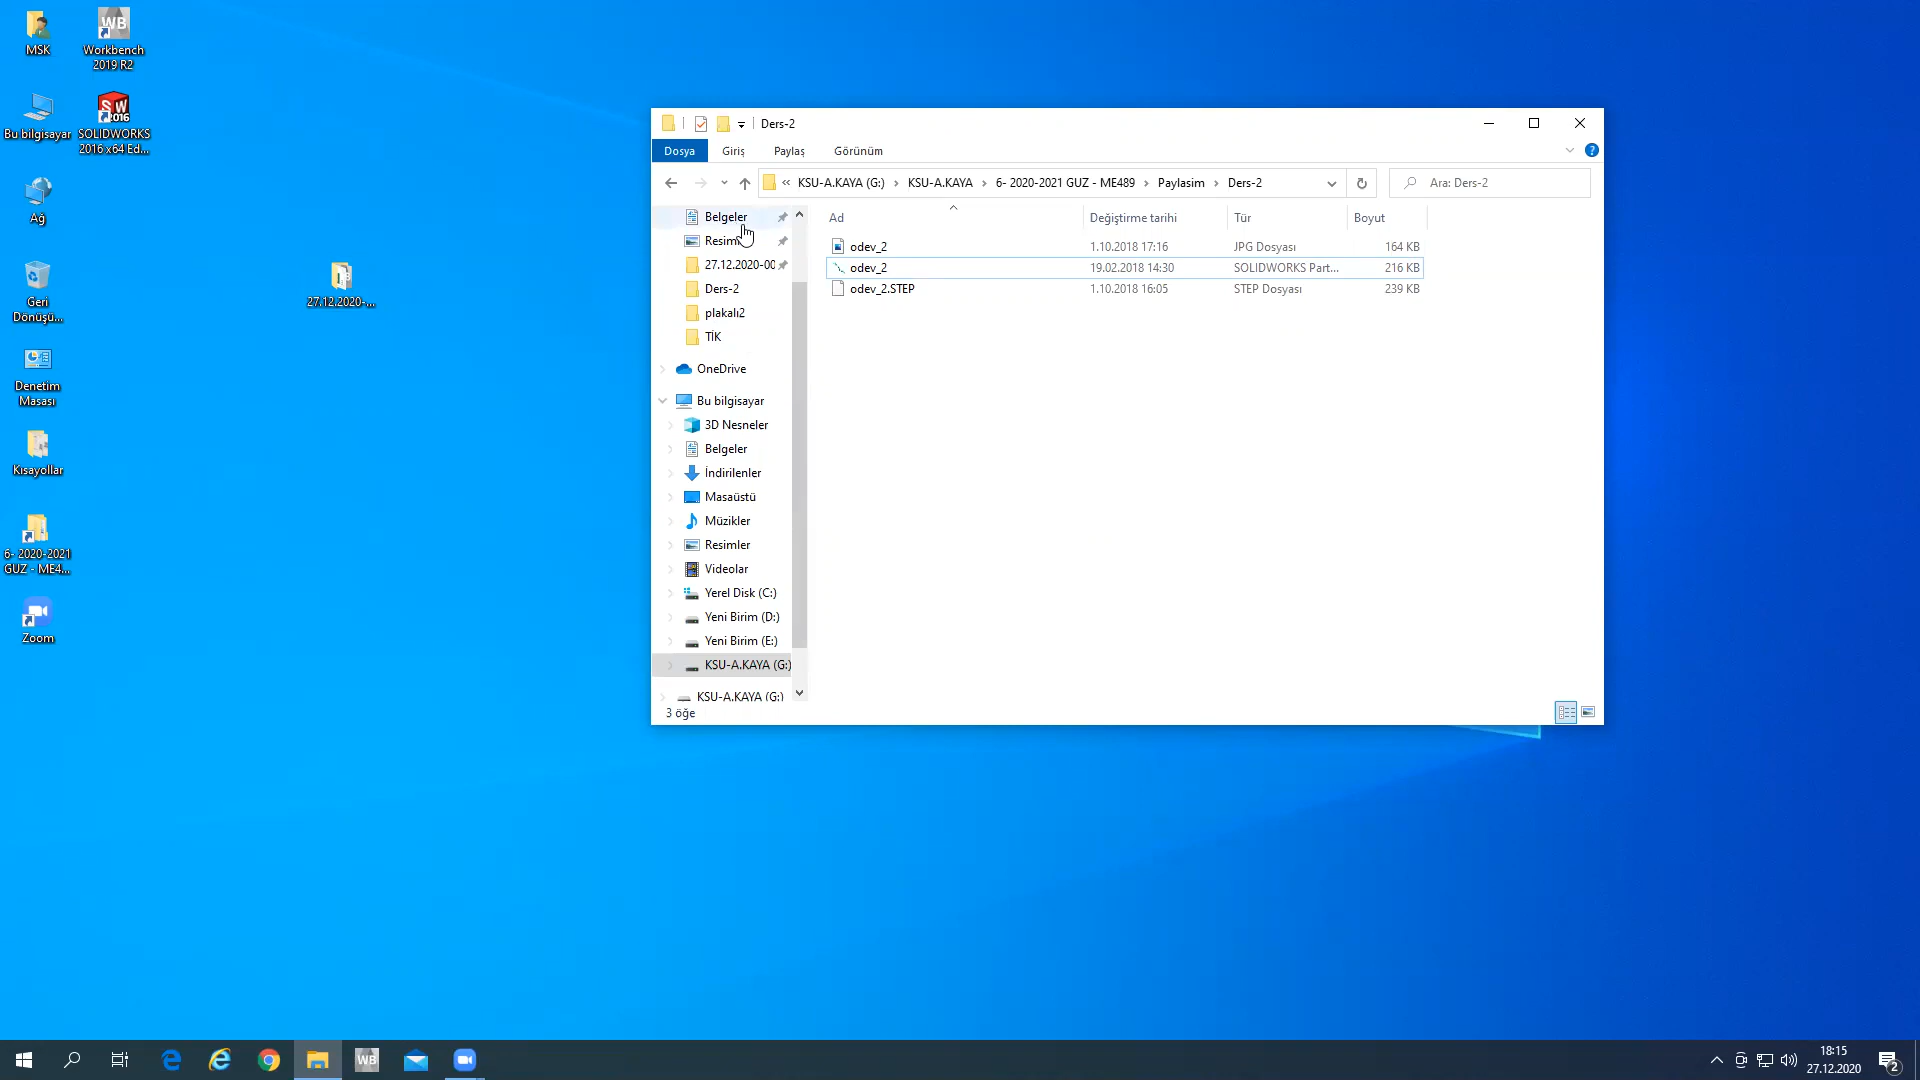 MSK
WB
Workbench
2019 R2
Bu bilgisayar
SW
2016
SOLIDWORKS
2016 x64 Ed...
Ağ
Geri
Dönüşü...
27.12.2020-...
Denetim
Masası
Kısayollar
6- 2020-2021
GUZ - ME4...
Zoom
Ders-2
Dosya
Giriş
Paylaş
Görünüm
« KSU-A.KAYA (G:) › KSU-A.KAYA › 6- 2020-2021 GUZ - ME489 › Paylasim › Ders-2
Ara: Ders-2
Ad Değiştirme tarihi Tür Boyut
odev_2 1.10.2018 17:16 JPG Dosyası 164 KB
odev_2 19.02.2018 14:30 SOLIDWORKS Part... 216 KB
odev_2.STEP 1.10.2018 16:05 STEP Dosyası 239 KB
Belgeler
27.12.2020-00
Ders-2
plakalı2
TİK
OneDrive
Bu bilgisayar
3D Nesneler
Belgeler
İndirilenler
Masaüstü
Müzikler
Resimler
Videolar
Yerel Disk (C:)
Yeni Birim (D:)
Yeni Birim (E:)
KSU-A.KAYA (G:)
KSU-A.KAYA (G:)
3 öğe
WB
18:15
27.12.2020
2